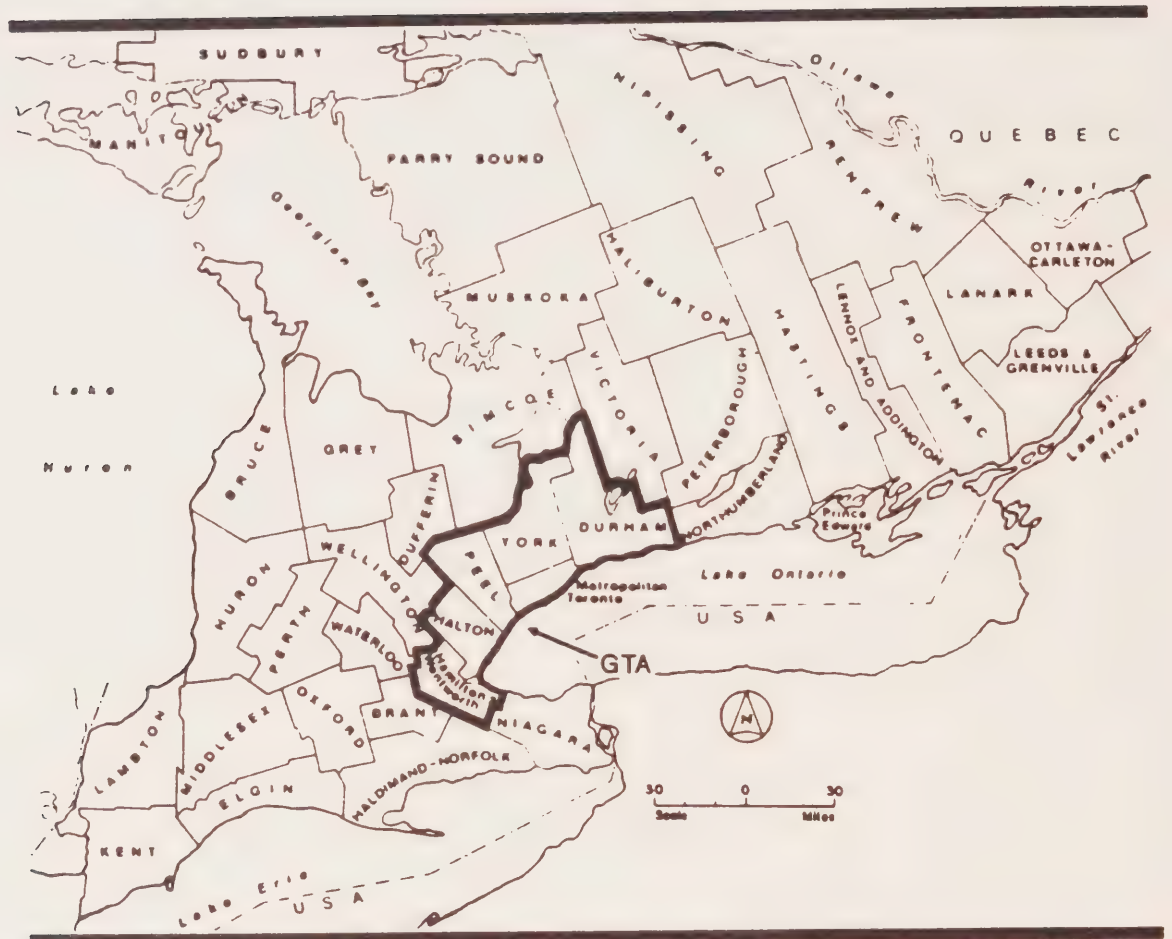 SUDBURY
MANITOULIN
PARRY SOUND
NIPISSING
Ottawa
River
QUEBEC
RENFREW
Georgian Bay
OTTAWA-
CARLETON
MUSKOKA
HALIBURTON
LANARK
LENNOX AND ADDINGTON
FRONTENAC
HASTINGS
LEEDS &
GRENVILLE
Lake
Huron
SIMCOE
VICTORIA
PETERBOROUGH
NORTHUMBERLAND
St.
Lawrence
River
BRUCE
GREY
DUFFERIN
YORK
DURHAM
Prince
Edward
WELLINGTON
PEEL
Metropolitan
Toronto
Lake Ontario
USA
HURON
PERTH
WATERLOO
HALTON
GTA
Hamilton
Wentworth
LAMBTON
MIDDLESEX
OXFORD
BRANT
NIAGARA
N
ELGIN
HALDIMAND-NORFOLK
30 0 30
Scale Miles
KENT
Lake Erie
USA